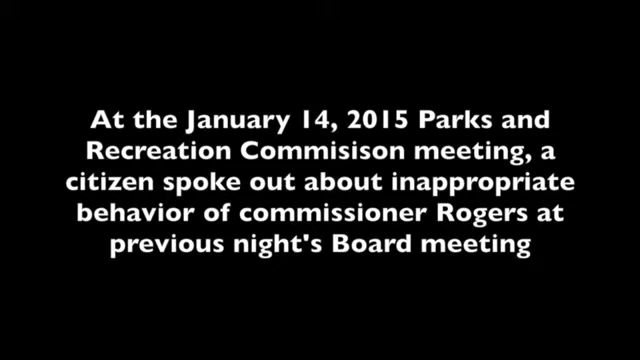 At the January 14, 2015 Parks and
Recreation Commisison meeting, a
citizen spoke out about inappropriate
behavior of commissioner Rogers at
previous night's Board meeting